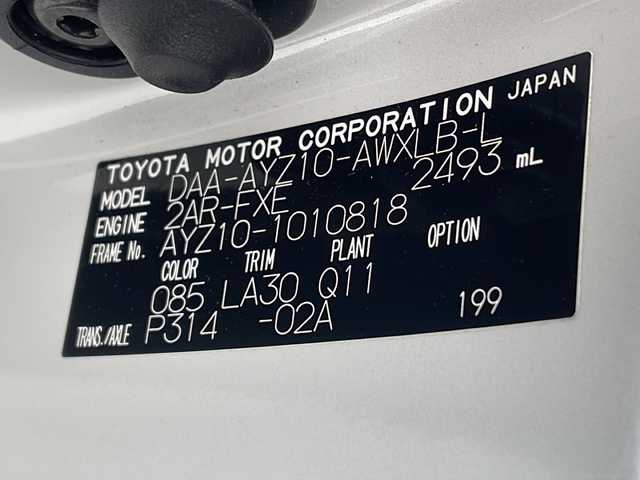 TOYOTA MOTOR CORPORATION JAPAN
MODEL DAA-AYZ10-AWXLB-L
ENGINE 2AR-FXE 2493 mL
FRAME No. AYZ10-1010818
COLOR TRIM PLANT OPTION
085 LA30 Q11
TRANS./AXLE P314 -02A 199